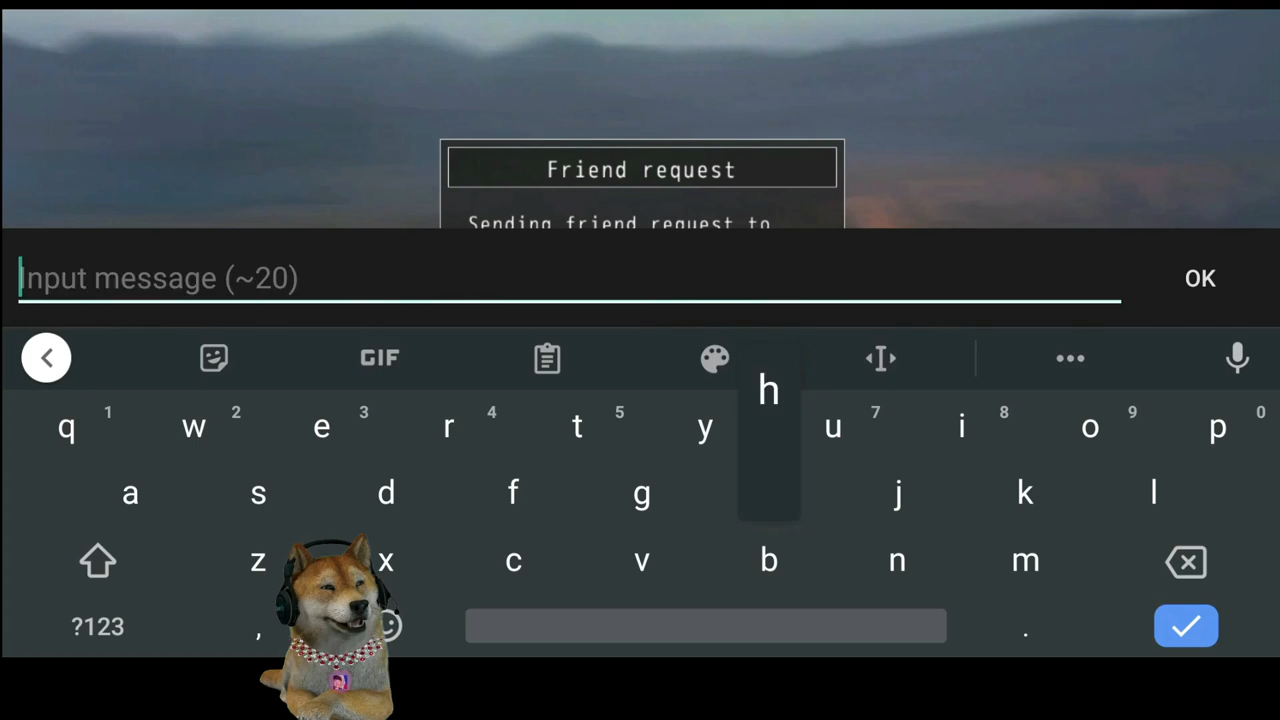 Friend request
Sending friend request to
Input message (~20)
OK
GIF
h
q 1 w 2 e 3 r 4 t 5 y u 7 i 8 o 9 p 0
a s d f g j k l
z x c v b n m
?123 , .